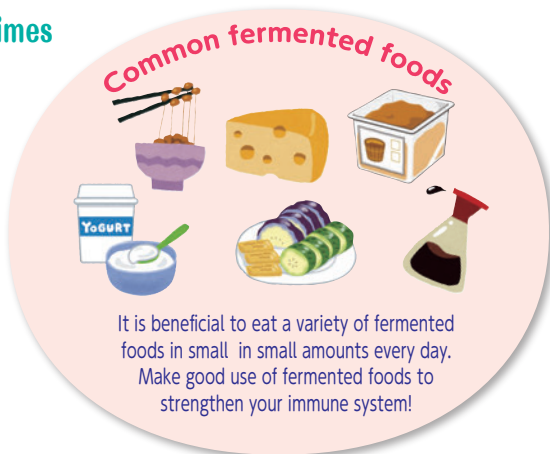 imes
Common fermented foods
YOGURT
It is beneficial to eat a variety of fermented
foods in small in small amounts every day.
Make good use of fermented foods to
strengthen your immune system!